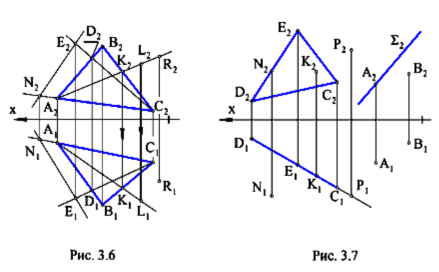 E₂ D₂ B₂ L₂ R₂
N₂ K₂
A₂ C₂
x
A₁
N₁ C₁
D₁ K₁ R₁
E₁ B₁ L₁
Рис. 3.6
E₂
P₂ Σ₂
N₂ K₂ A₂ B₂
D₂ C₂
x
D₁ B₁
E₁ A₁
N₁ K₁ C₁ P₁
Рис. 3.7